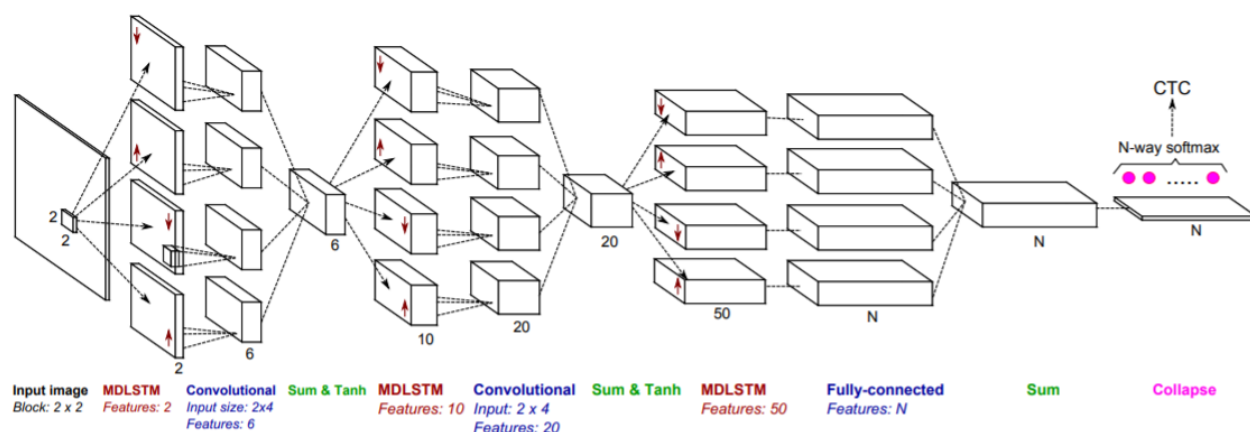 CTC
N-way softmax
.....
2
2
2
6
6
10
20
20
50
N
N
N
Input image
Block: 2 x 2
MDLSTM
Features: 2
Convolutional
Input size: 2x4
Features: 6
Sum & Tanh
MDLSTM
Features: 10
Convolutional
Input: 2 x 4
Features: 20
Sum & Tanh
MDLSTM
Features: 50
Fully-connected
Features: N
Sum
Collapse